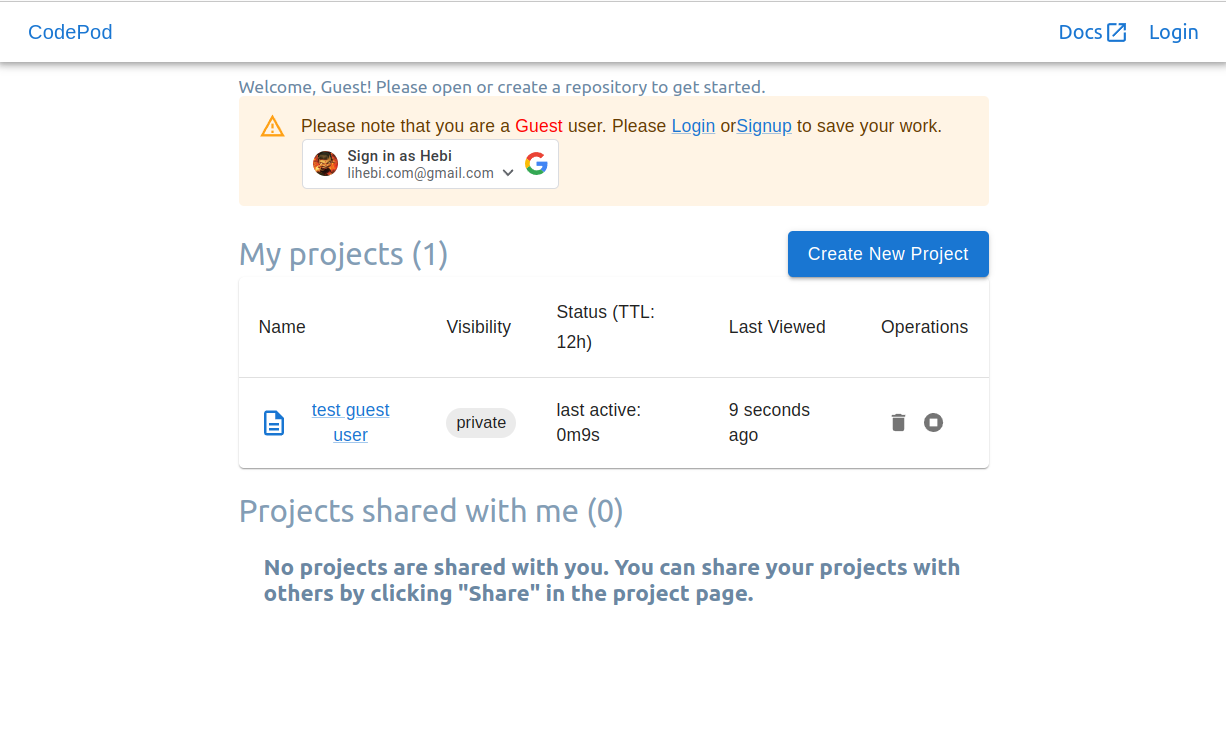 CodePod
Docs
Login
Welcome, Guest! Please open or create a repository to get started.
Please note that you are a Guest user. Please Login orSignup to save your work.
Sign in as Hebi
lihebi.com@gmail.com
My projects (1)
Create New Project
Name
Visibility
Status (TTL:
12h)
Last Viewed
Operations
test guest
user
private
last active:
0m9s
9 seconds
ago
Projects shared with me (0)
No projects are shared with you. You can share your projects with
others by clicking "Share" in the project page.